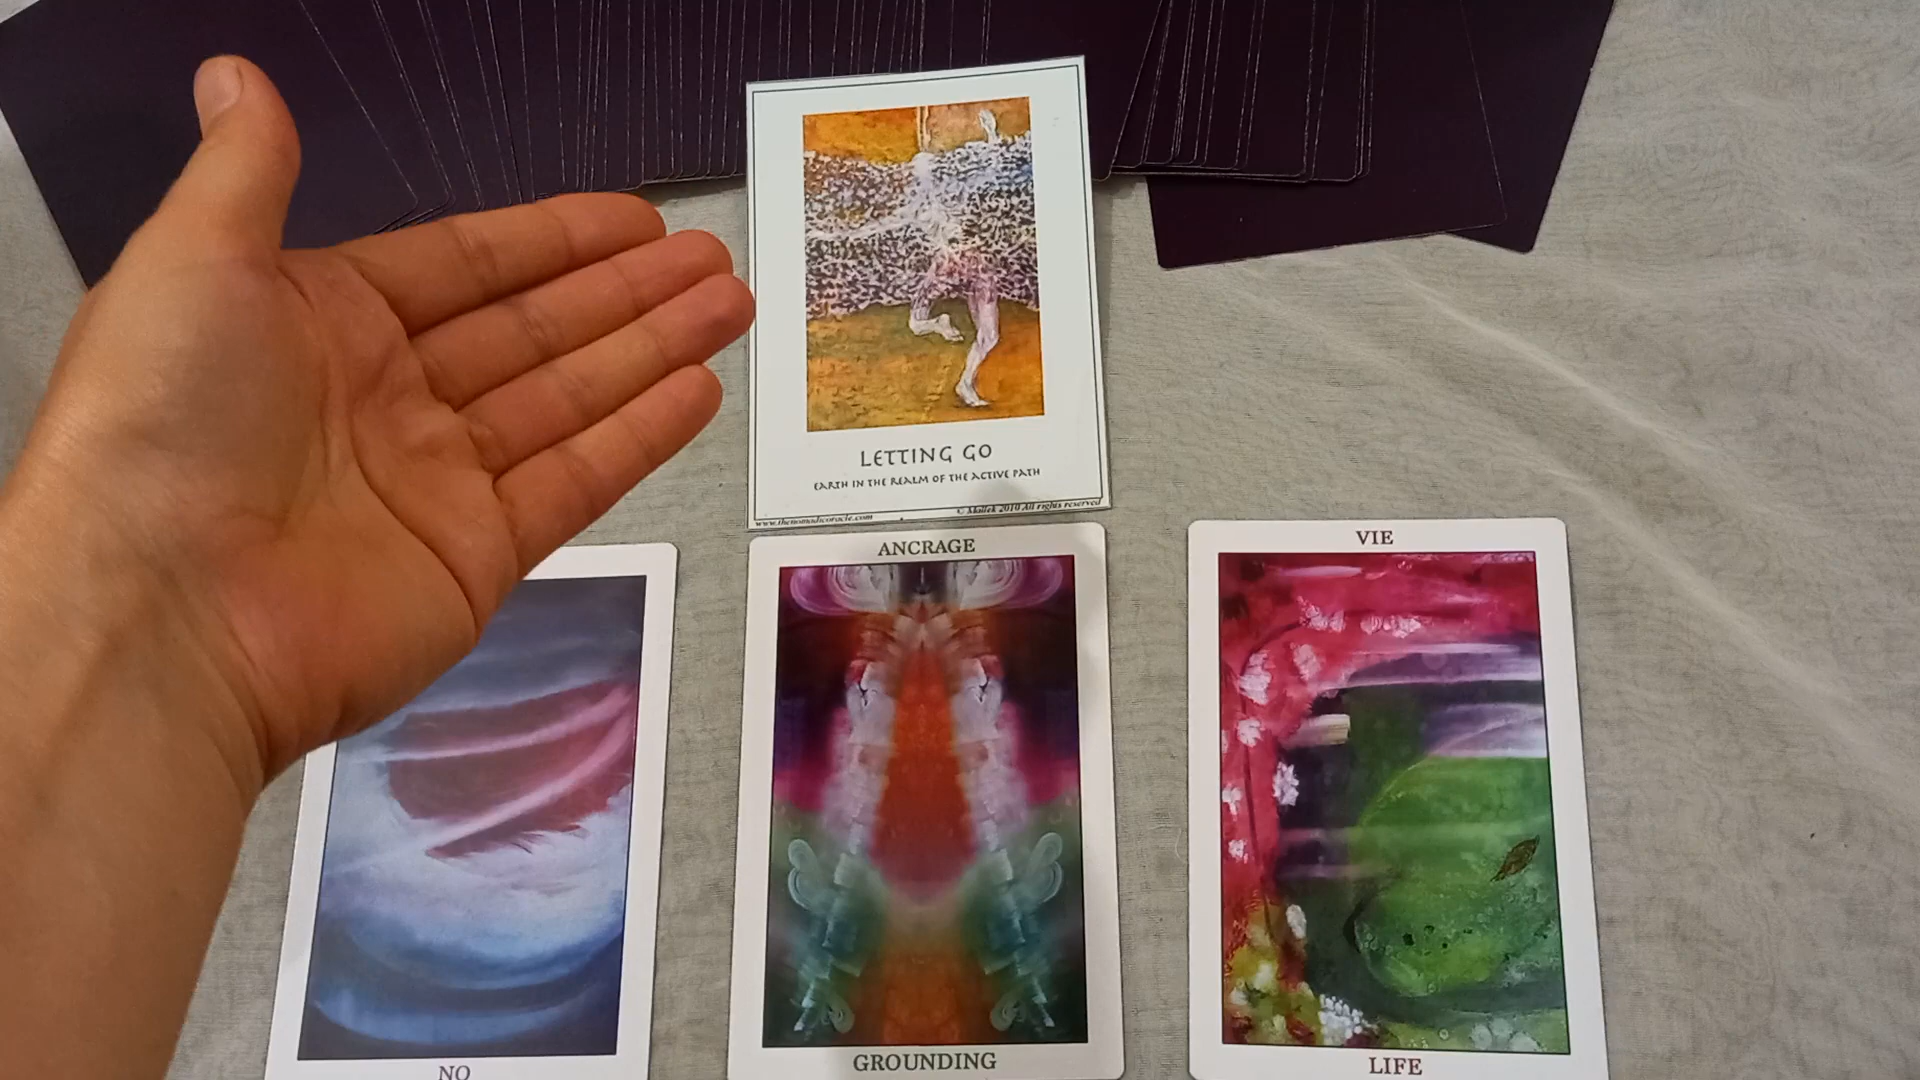 LETTING GO
EARTH IN THE REALM OF THE ACTIVE PATH
www.thenomadicoracle.com © Mallek 2010 All rights reserved
ANCRAGE
VIE
NO
GROUNDING
LIFE